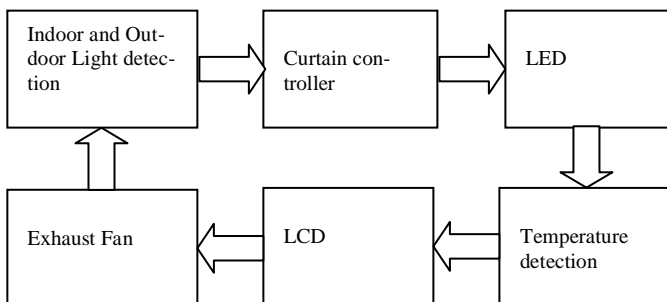 Indoor and Out-
door Light detec-
tion
Curtain con-
troller
LED
Exhaust Fan
LCD
Temperature
detection